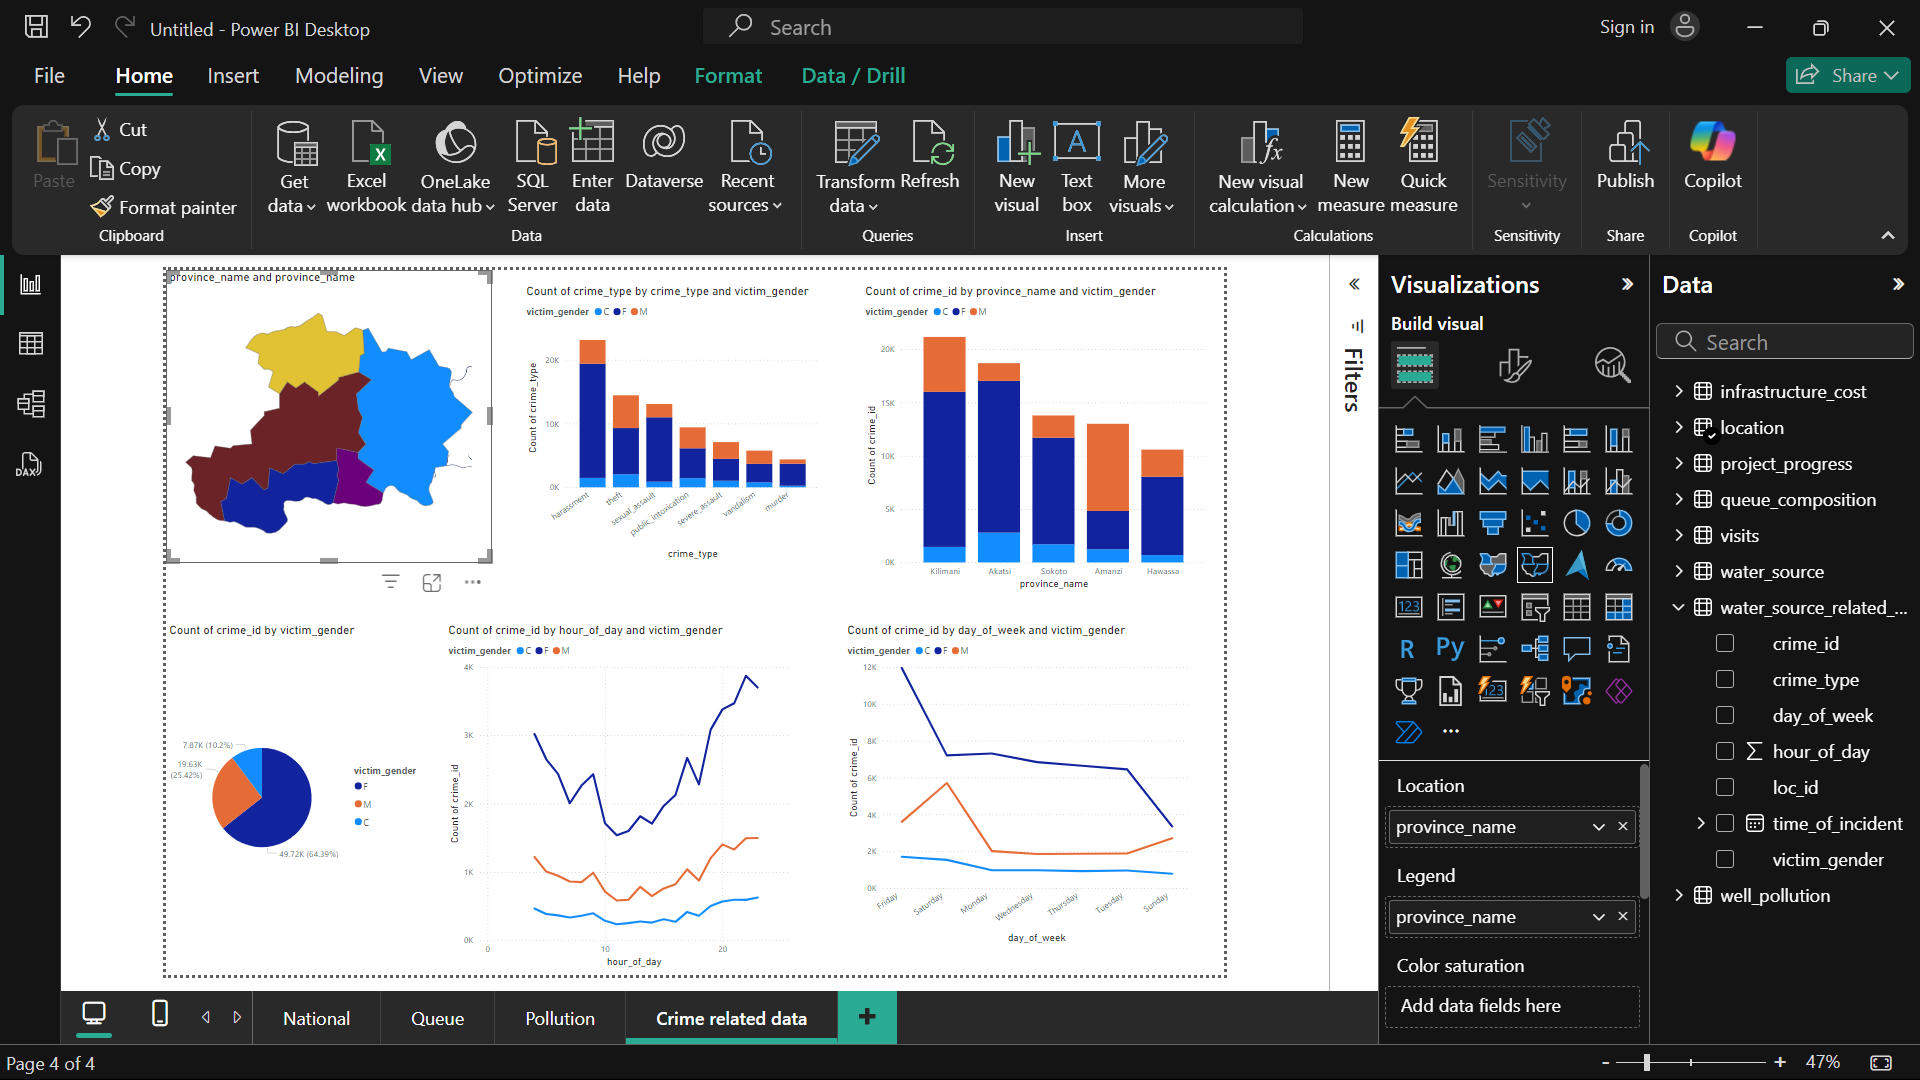 Untitled - Power BI Desktop
Search
Sign in
File
Home
Insert
Modeling
View
Optimize
Help
Format
Data / Drill
Share
Paste
Cut
Copy
Format painter
Clipboard
Get data
Excel workbook
OneLake data hub
SQL Server
Enter data
Dataverse
Recent sources
Data
Transform data
Refresh
Queries
New visual
Text box
More visuals
Insert
New visual calculation
New measure
Quick measure
Calculations
Sensitivity
Sensitivity
Publish
Share
Copilot
Copilot
DAX
province_name and province_name
Count of crime_type by crime_type and victim_gender
victim_gender C F M
Count of crime_type
20K
10K
0K
harassment
theft
sexual_assault
public_intoxication
severe_assault
vandalism
murder
crime_type
Count of crime_id by province_name and victim_gender
victim_gender C F M
Count of crime_id
20K
15K
10K
5K
0K
Kilimani
Akatsi
Sokoto
Amanzi
Hawassa
province_name
Count of crime_id by victim_gender
7.87K (10.2%)
19.63K
(25.42%)
49.72K (64.39%)
victim_gender
F
M
C
Count of crime_id by hour_of_day and victim_gender
victim_gender C F M
Count of crime_id
4K
3K
2K
1K
0K
0
10
20
hour_of_day
Count of crime_id by day_of_week and victim_gender
victim_gender C F M
Count of crime_id
12K
10K
8K
6K
4K
2K
0K
Friday
Saturday
Monday
Wednesday
Thursday
Tuesday
Sunday
day_of_week
Filters
Visualizations
Build visual
123
R
Py
123
Location
province_name
Legend
province_name
Color saturation
Add data fields here
Data
Search
infrastructure_cost
location
project_progress
queue_composition
visits
water_source
water_source_related_...
crime_id
crime_type
day_of_week
hour_of_day
loc_id
time_of_incident
victim_gender
well_pollution
National
Queue
Pollution
Crime related data
+
Page 4 of 4
- + 47%